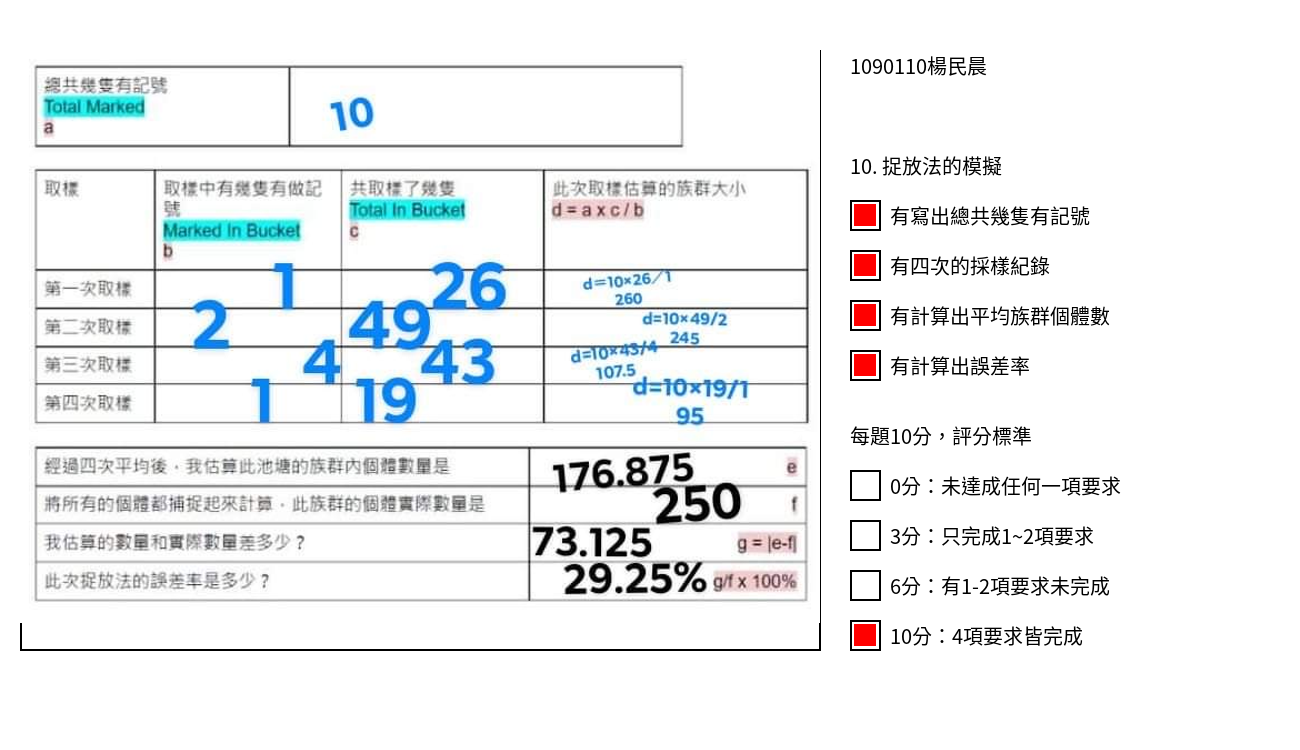 總共幾隻有記號
Total Marked
a
10
取樣
取樣中有幾隻有做記
號
Marked In Bucket
b
共取樣了幾隻
Total In Bucket
c
此次取樣估算的族群大小
d = a x c / b
第一次取樣
1
26
d=10×26/1
260
第二次取樣
2
49
d=10×49/2
245
第三次取樣
4
43
d=10×43/4
107.5
第四次取樣
1
19
d=10×19/1
95
經過四次平均後，我估算此池塘的族群內個體數量是
176.875
e
將所有的個體都捕捉起來計算，此族群的個體實際數量是
250
f
我估算的數量和實際數量差多少？
73.125
g = |e-f|
此次捉放法的誤差率是多少？
29.25%
g/f x 100%
1090110楊民晨
10. 捉放法的模擬
有寫出總共幾隻有記號
有四次的採樣紀錄
有計算出平均族群個體數
有計算出誤差率
每題10分，評分標準
0分：未達成任何一項要求
3分：只完成1~2項要求
6分：有1-2項要求未完成
10分：4項要求皆完成